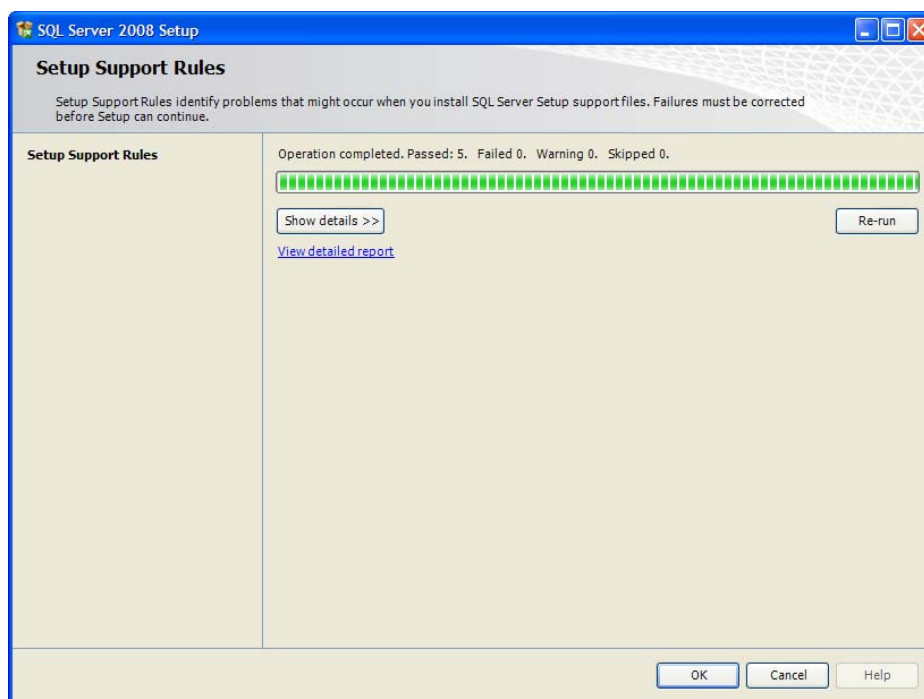 SQL Server 2008 Setup
Setup Support Rules
Setup Support Rules identify problems that might occur when you install SQL Server Setup support files. Failures must be corrected
before Setup can continue.
Setup Support Rules
Operation completed. Passed: 5. Failed 0. Warning 0. Skipped 0.
Show details >>
Re-run
View detailed report
OK
Cancel
Help